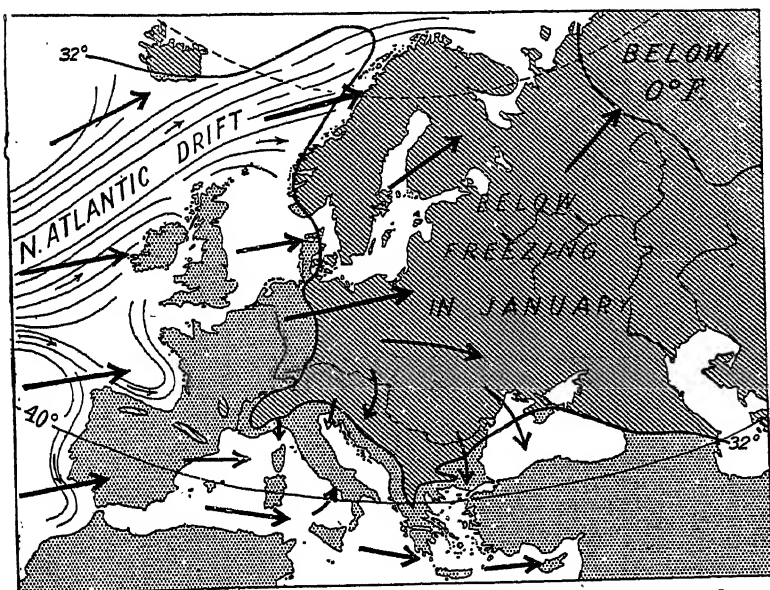 32°
BELOW
0°F.
N. ATLANTIC DRIFT
BELOW
FREEZING
IN JANUARY
40°
32°